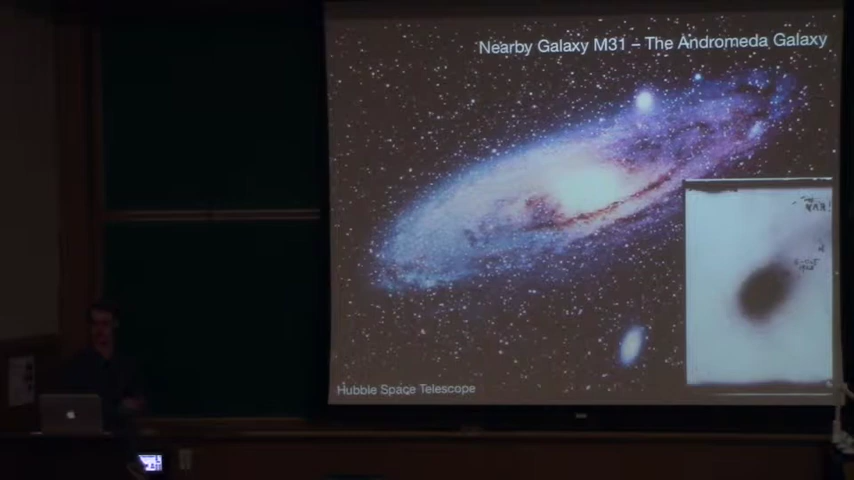 Nearby Galaxy M31 – The Andromeda Galaxy
Hubble Space Telescope